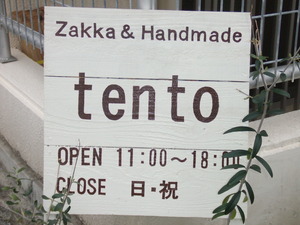 Zakka & Handmade
tento
OPEN 11:00～18:00
CLOSE 日・祝